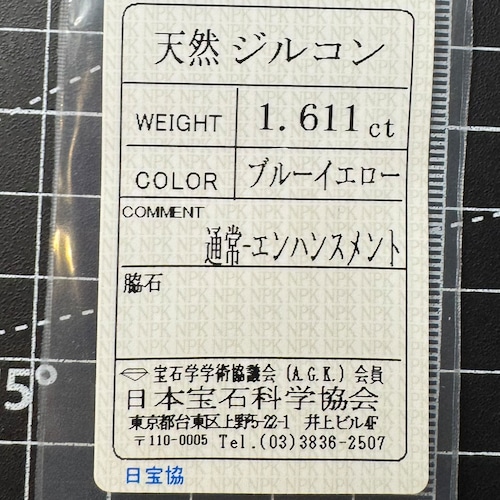 天然 ジルコン
WEIGHT 1.611 ct
COLOR ブルーイエロー
COMMENT
通常-エンハンスメント
脇石
宝石学学術協議会 (A.G.K.) 会員
日本宝石科学協会
東京都台東区上野5-22-1 井上ビル4F
〒110-0005 Tel.(03)3836-2507
日宝協
5°